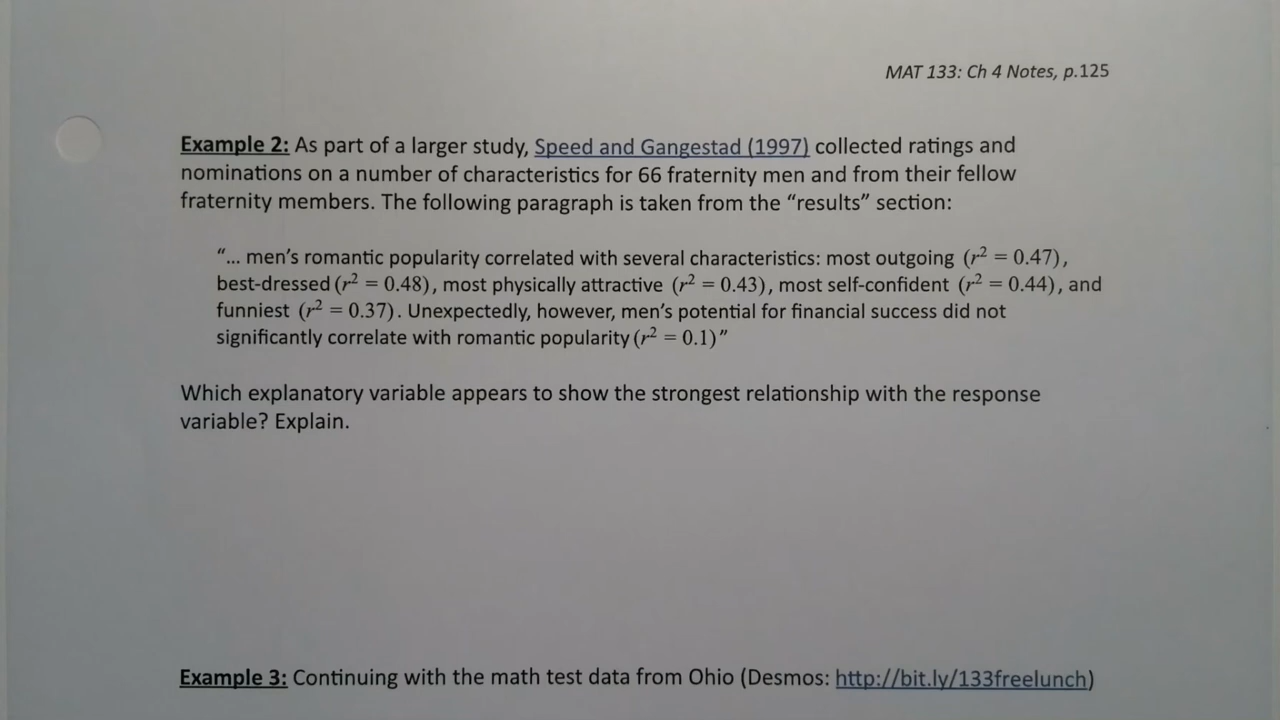 MAT 133: Ch 4 Notes, p.125
Example 2: As part of a larger study, Speed and Gangestad (1997) collected ratings and
nominations on a number of characteristics for 66 fraternity men and from their fellow
fraternity members. The following paragraph is taken from the “results” section:
“... men’s romantic popularity correlated with several characteristics: most outgoing (r² = 0.47),
best-dressed (r² = 0.48), most physically attractive (r² = 0.43), most self-confident (r² = 0.44), and
funniest (r² = 0.37). Unexpectedly, however, men’s potential for financial success did not
significantly correlate with romantic popularity (r² = 0.1)”
Which explanatory variable appears to show the strongest relationship with the response
variable? Explain.
Example 3: Continuing with the math test data from Ohio (Desmos: http://bit.ly/133freelunch)